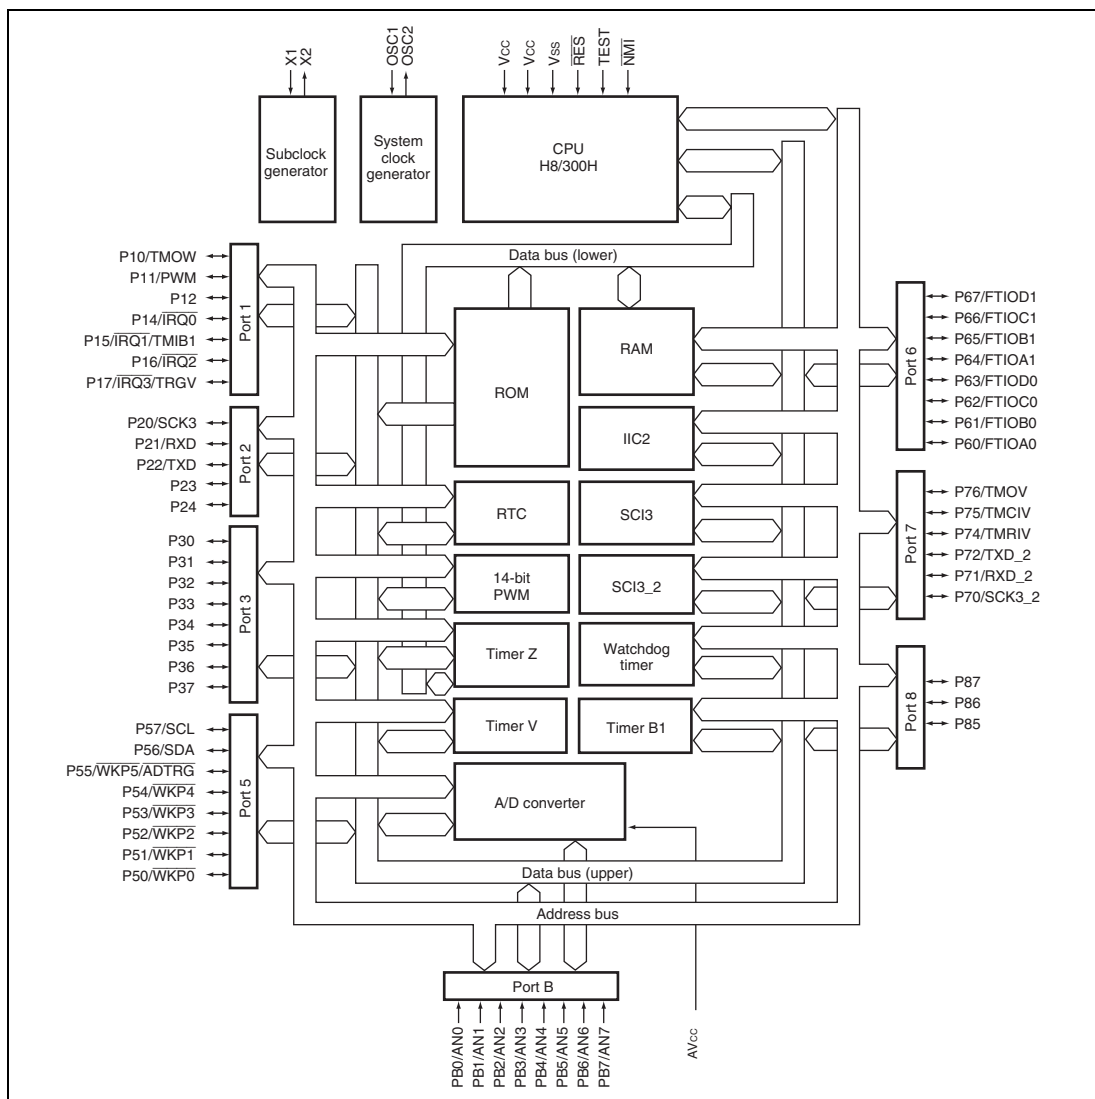 X1
X2
OSC1
OSC2
Vcc
Vcc
Vss
RES
TEST
NMI
Subclock
generator
System
clock
generator
CPU
H8/300H
Data bus (lower)
P10/TMOW
P11/PWM
P12
P14/IRQ0
P15/IRQ1/TMIB1
P16/IRQ2
P17/IRQ3/TRGV
Port 1
P20/SCK3
P21/RXD
P22/TXD
P23
P24
Port 2
P30
P31
P32
P33
P34
P35
P36
P37
Port 3
P57/SCL
P56/SDA
P55/WKP5/ADTRG
P54/WKP4
P53/WKP3
P52/WKP2
P51/WKP1
P50/WKP0
Port 5
ROM
RAM
IIC2
RTC
SCI3
14-bit
PWM
SCI3_2
Timer Z
Watchdog
timer
Timer V
Timer B1
A/D converter
Port 6
P67/FTIOD1
P66/FTIOC1
P65/FTIOB1
P64/FTIOA1
P63/FTIOD0
P62/FTIOC0
P61/FTIOB0
P60/FTIOA0
Port 7
P76/TMOV
P75/TMCIV
P74/TMRIV
P72/TXD_2
P71/RXD_2
P70/SCK3_2
Port 8
P87
P86
P85
Data bus (upper)
Address bus
Port B
PB0/AN0
PB1/AN1
PB2/AN2
PB3/AN3
PB4/AN4
PB5/AN5
PB6/AN6
PB7/AN7
AVcc